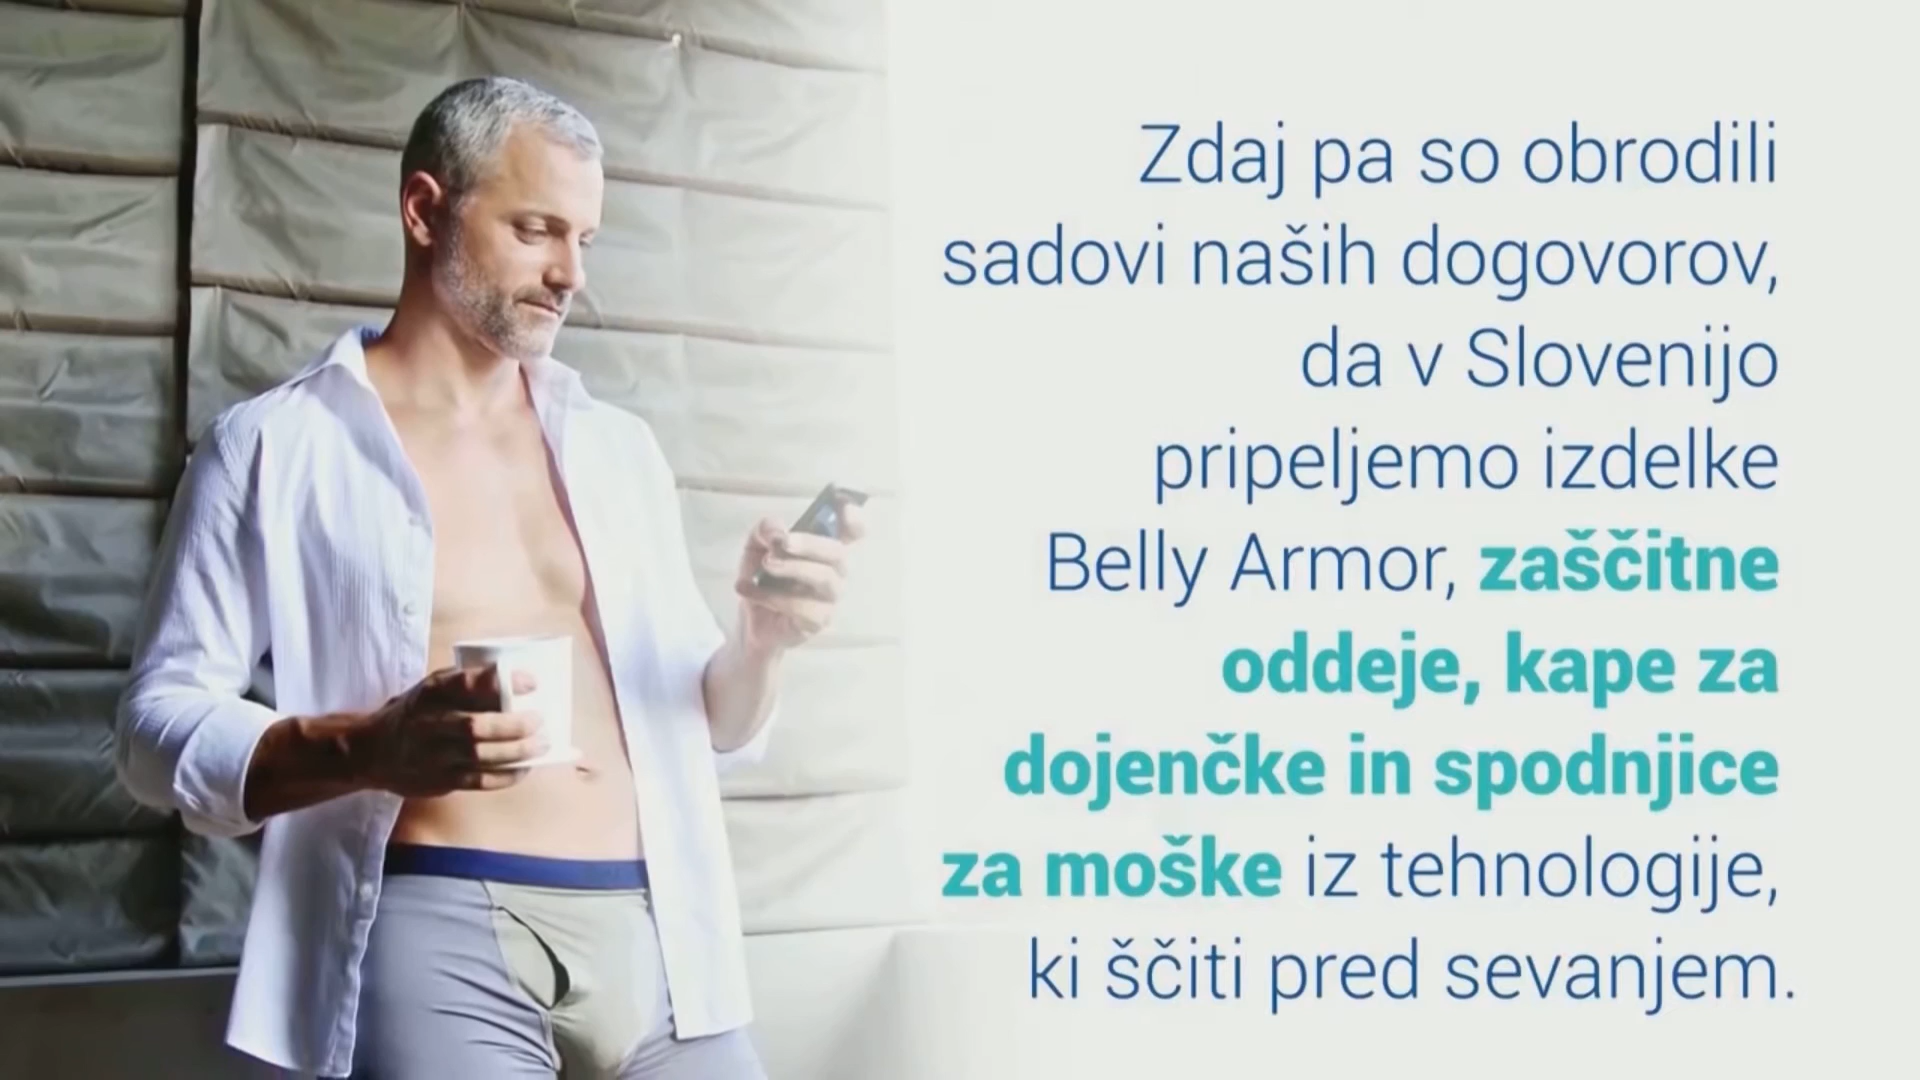 Zdaj pa so obrodili
sadovi naših dogovorov,
da v Slovenijo
pripeljemo izdelke
Belly Armor, zaščitne
oddeje, kape za
dojenčke in spodnjice
za moške iz tehnologije,
ki ščiti pred sevanjem.